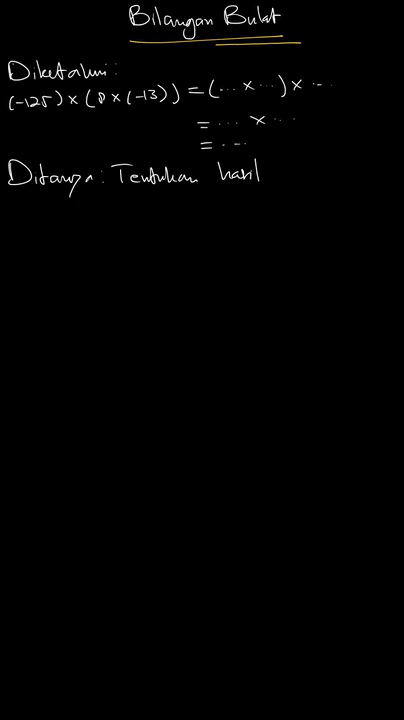 Bilangan Bulat
Diketahui:
(-125) × (8 × (-13)) = (... × ...) × ...
= ... × ...
= ...
Ditanya: Tentukan hasil